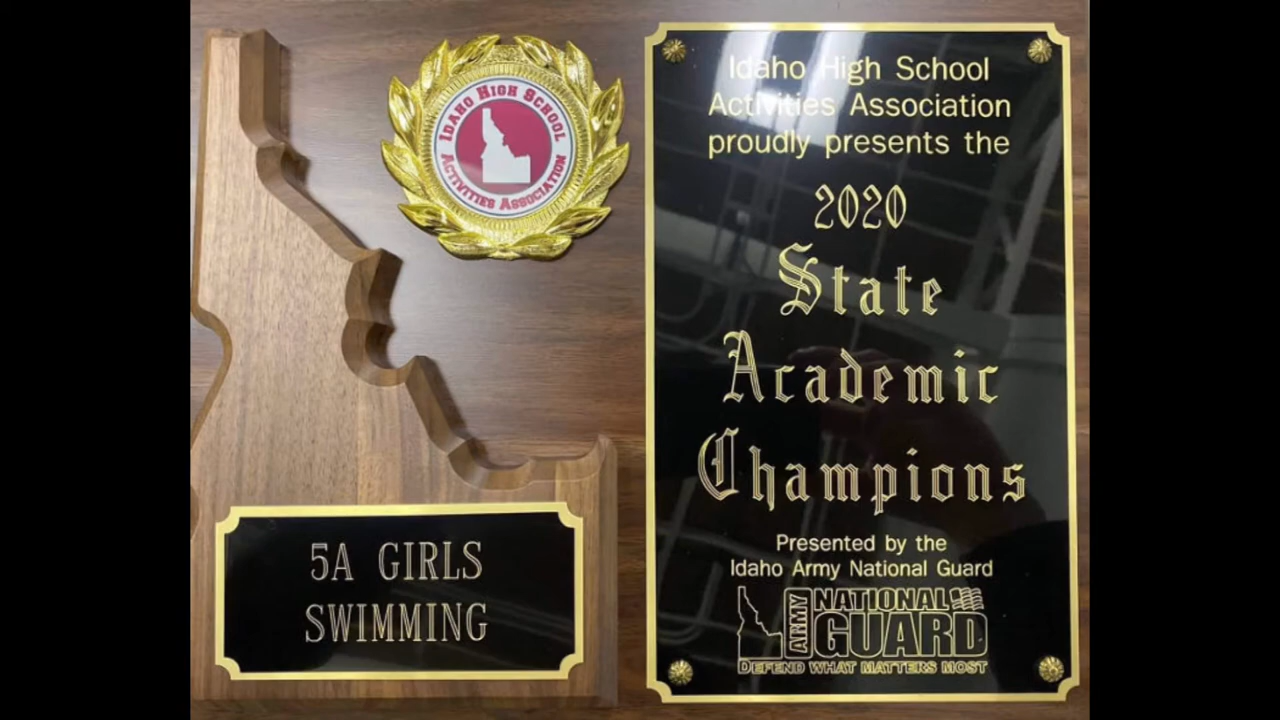 IDAHO HIGH SCHOOL
ACTIVITIES ASSOCIATION
5A GIRLS
SWIMMING
Idaho High School
Activities Association
proudly presents the
2020
State
Academic
Champions
Presented by the
Idaho Army National Guard
ARMY
NATIONAL
GUARD
DEFEND WHAT MATTERS MOST